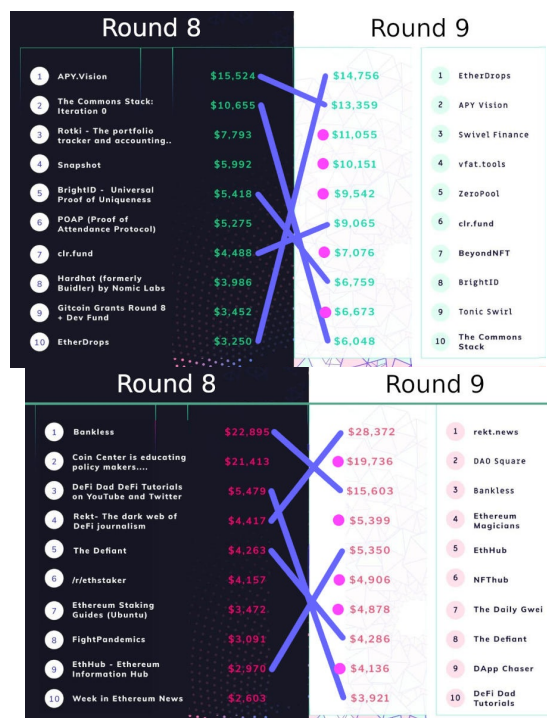 Round 8
Round 9
1 APY.Vision $15,524
2 The Commons Stack: Iteration 0 $10,655
3 Rotki - The portfolio tracker and accounting.. $7,793
4 Snapshot $5,992
5 BrightID - Universal Proof of Uniqueness $5,418
6 POAP (Proof of Attendance Protocol) $5,275
7 clr.fund $4,488
8 Hardhat (formerly Buidler) by Nomic Labs $3,986
9 Gitcoin Grants Round 8 + Dev Fund $3,452
10 EtherDrops $3,250
$14,756 1 EtherDrops
$13,359 2 APY Vision
$11,055 3 Swivel Finance
$10,151 4 vfat.tools
$9,542 5 ZeroPool
$9,065 6 clr.fund
$7,076 7 BeyondNFT
$6,759 8 BrightID
$6,673 9 Tonic Swirl
$6,048 10 The Commons Stack
Round 8
Round 9
1 Bankless $22,895
2 Coin Center is educating policy makers.... $21,413
3 DeFi Dad DeFi Tutorials on YouTube and Twitter $5,479
4 Rekt- The dark web of DeFi journalism $4,417
5 The Defiant $4,263
6 /r/ethstaker $4,157
7 Ethereum Staking Guides (Ubuntu) $3,472
8 FightPandemics $3,091
9 EthHub - Ethereum Information Hub $2,970
10 Week in Ethereum News $2,603
$28,372 1 rekt.news
$19,736 2 DAO Square
$15,603 3 Bankless
$5,399 4 Ethereum Magicians
$5,350 5 EthHub
$4,906 6 NFThub
$4,878 7 The Daily Gwei
$4,286 8 The Defiant
$4,136 9 DApp Chaser
$3,921 10 DeFi Dad Tutorials